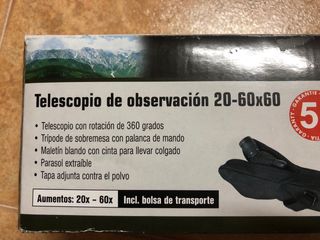 Telescopio de observación 20-60x60
• Telescopio con rotación de 360 grados
• Trípode de sobremesa con palanca de mando
• Maletín blando con cinta para llevar colgado
• Parasol extraíble
• Tapa adjunta contra el polvo
Aumentos: 20x - 60x
Incl. bolsa de transporte
5
GARANTIE